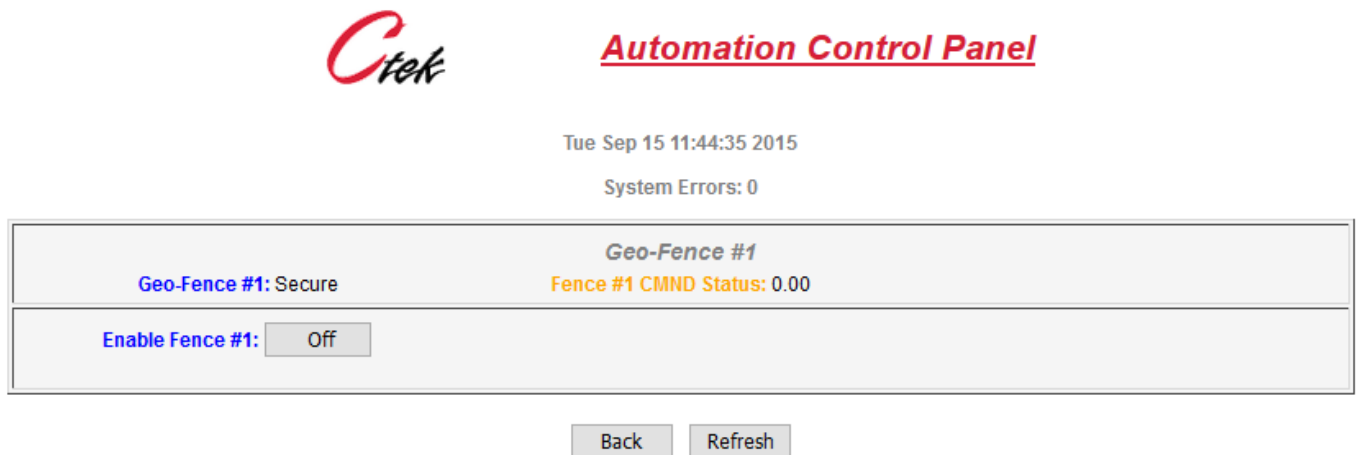 Ctek
Automation Control Panel
Tue Sep 15 11:44:35 2015
System Errors: 0
Geo-Fence #1
Geo-Fence #1: Secure Fence #1 CMND Status: 0.00
Enable Fence #1: Off
Back Refresh